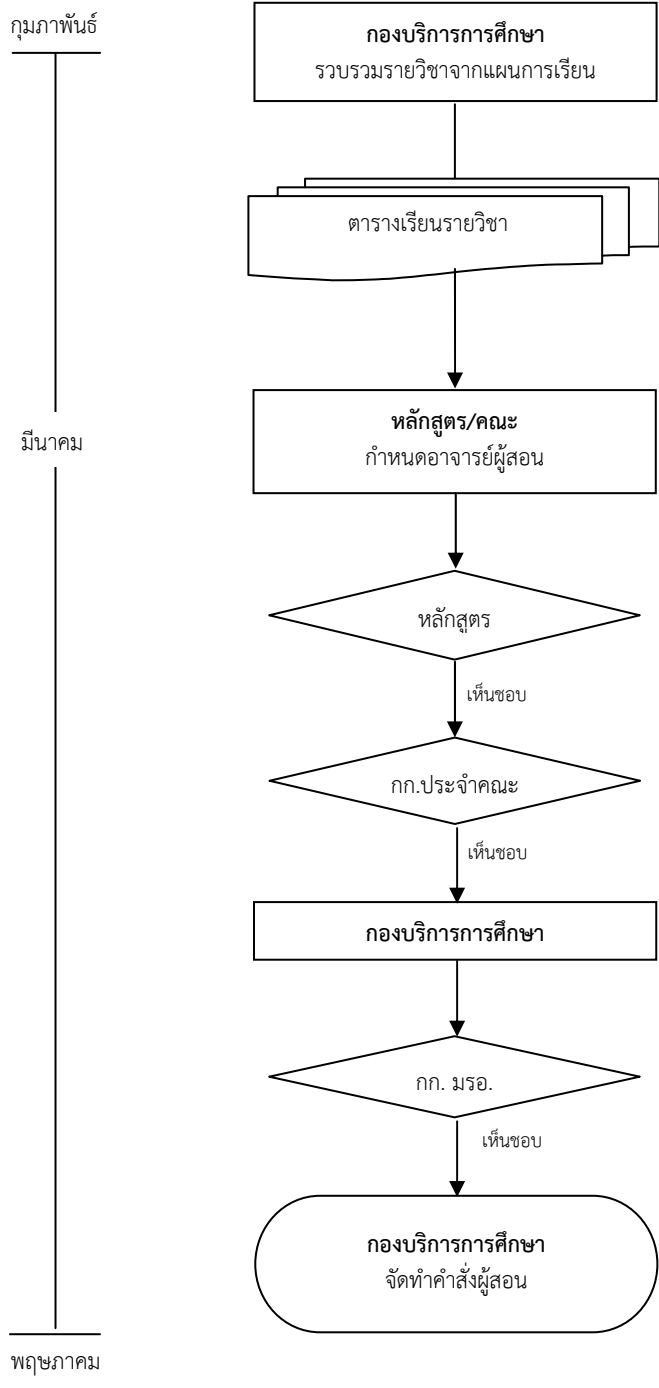 กุมภาพันธ์
กองบริการการศึกษา
รวบรวมรายวิชาจากแผนการเรียน
ตารางเรียนรายวิชา
หลักสูตร/คณะ
กำหนดอาจารย์ผู้สอน
มีนาคม
หลักสูตร
เห็นชอบ
กก.ประจำคณะ
เห็นชอบ
กองบริการการศึกษา
กก. มรอ.
เห็นชอบ
กองบริการการศึกษา
จัดทำคำสั่งผู้สอน
พฤษภาคม